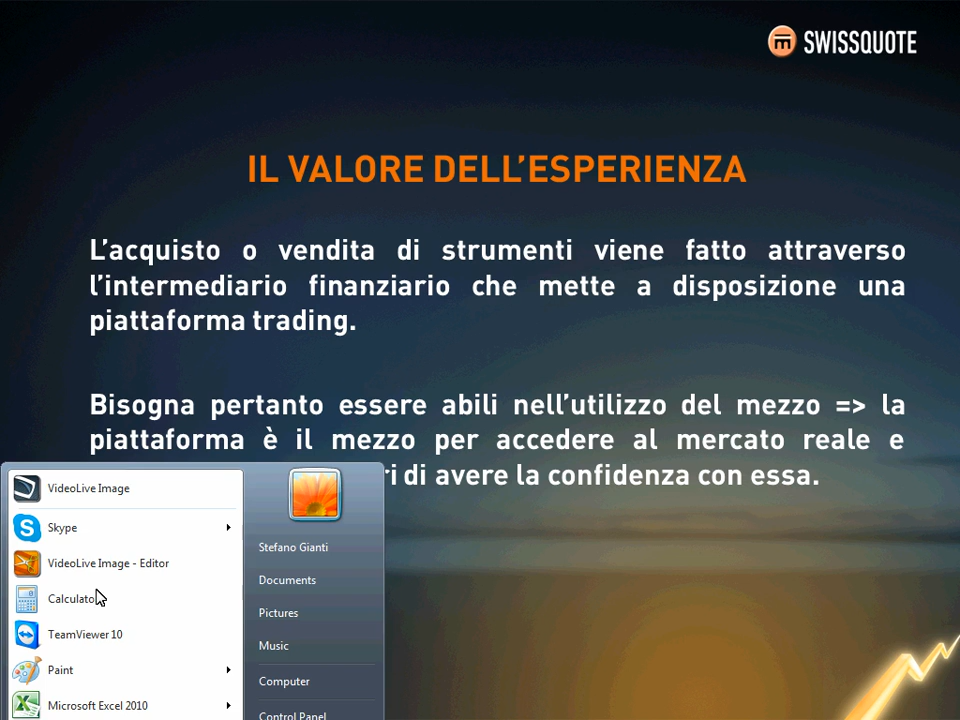 SWISSQUOTE
IL VALORE DELL’ESPERIENZA
L’acquisto o vendita di strumenti viene fatto attraverso
l’intermediario finanziario che mette a disposizione una
piattaforma trading.
Bisogna pertanto essere abili nell’utilizzo del mezzo => la
piattaforma è il mezzo per accedere al mercato reale e
di avere la confidenza con essa.
VideoLive Image
Skype
VideoLive Image - Editor
Calculator
TeamViewer 10
Paint
Microsoft Excel 2010
Stefano Gianti
Documents
Pictures
Music
Computer
Control Panel